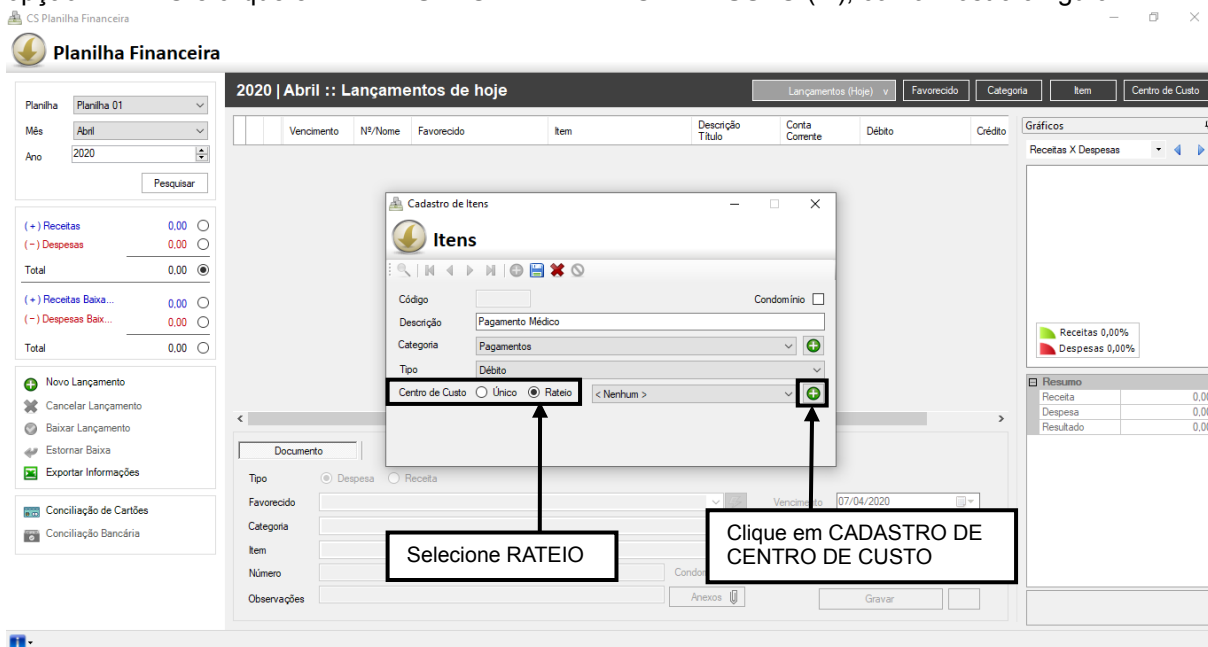 CS Planilha Financeira
Planilha Financeira
Planilha Planilha 01
Mês Abril
Ano 2020
Pesquisar
(+) Receitas 0,00
(−) Despesas 0,00
Total 0,00
(+) Receitas Baixa... 0,00
(−) Despesas Baix... 0,00
Total 0,00
Novo Lançamento
Cancelar Lançamento
Baixar Lançamento
Estornar Baixa
Exportar Informações
Conciliação de Cartões
Conciliação Bancária
2020 | Abril :: Lançamentos de hoje
Lançamentos (Hoje) v Favorecido Categoria Item Centro de Custo
Vencimento Nº/Nome Favorecido Item Descrição Título Conta Corrente Débito Crédito
Cadastro de Itens
Itens
Código Condomínio
Descrição Pagamento Médico
Categoria Pagamentos
Tipo Débito
Centro de Custo Único Rateio < Nenhum >
Documento
Tipo Despesa Receita
Favorecido Vencimento 07/04/2020
Categoria
Item
Número
Observações Anexos Gravar
Selecione RATEIO
Clique em CADASTRO DE
CENTRO DE CUSTO
Gráficos
Receitas X Despesas
Receitas 0,00%
Despesas 0,00%
Resumo
Receita 0,00
Despesa 0,00
Resultado 0,00